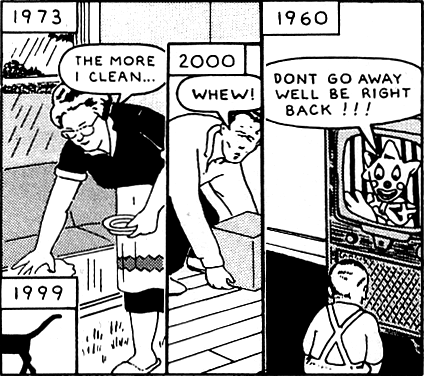 1973
THE MORE
I CLEAN...
1999
2000
WHEW!
1960
DONT GO AWAY
WELL BE RIGHT
BACK !!!